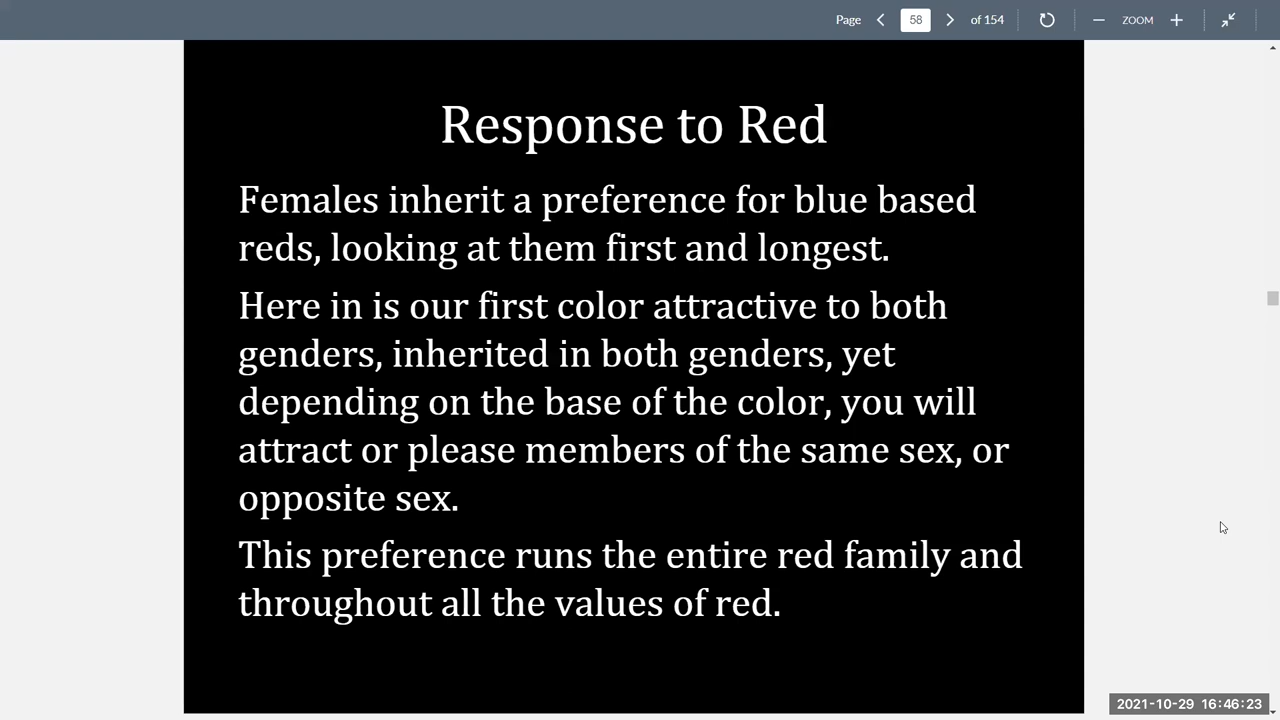 Page 58 of 154 ZOOM
Response to Red
Females inherit a preference for blue based
reds, looking at them first and longest.
Here in is our first color attractive to both
genders, inherited in both genders, yet
depending on the base of the color, you will
attract or please members of the same sex, or
opposite sex.
This preference runs the entire red family and
throughout all the values of red.
2021-10-29 16:46:23